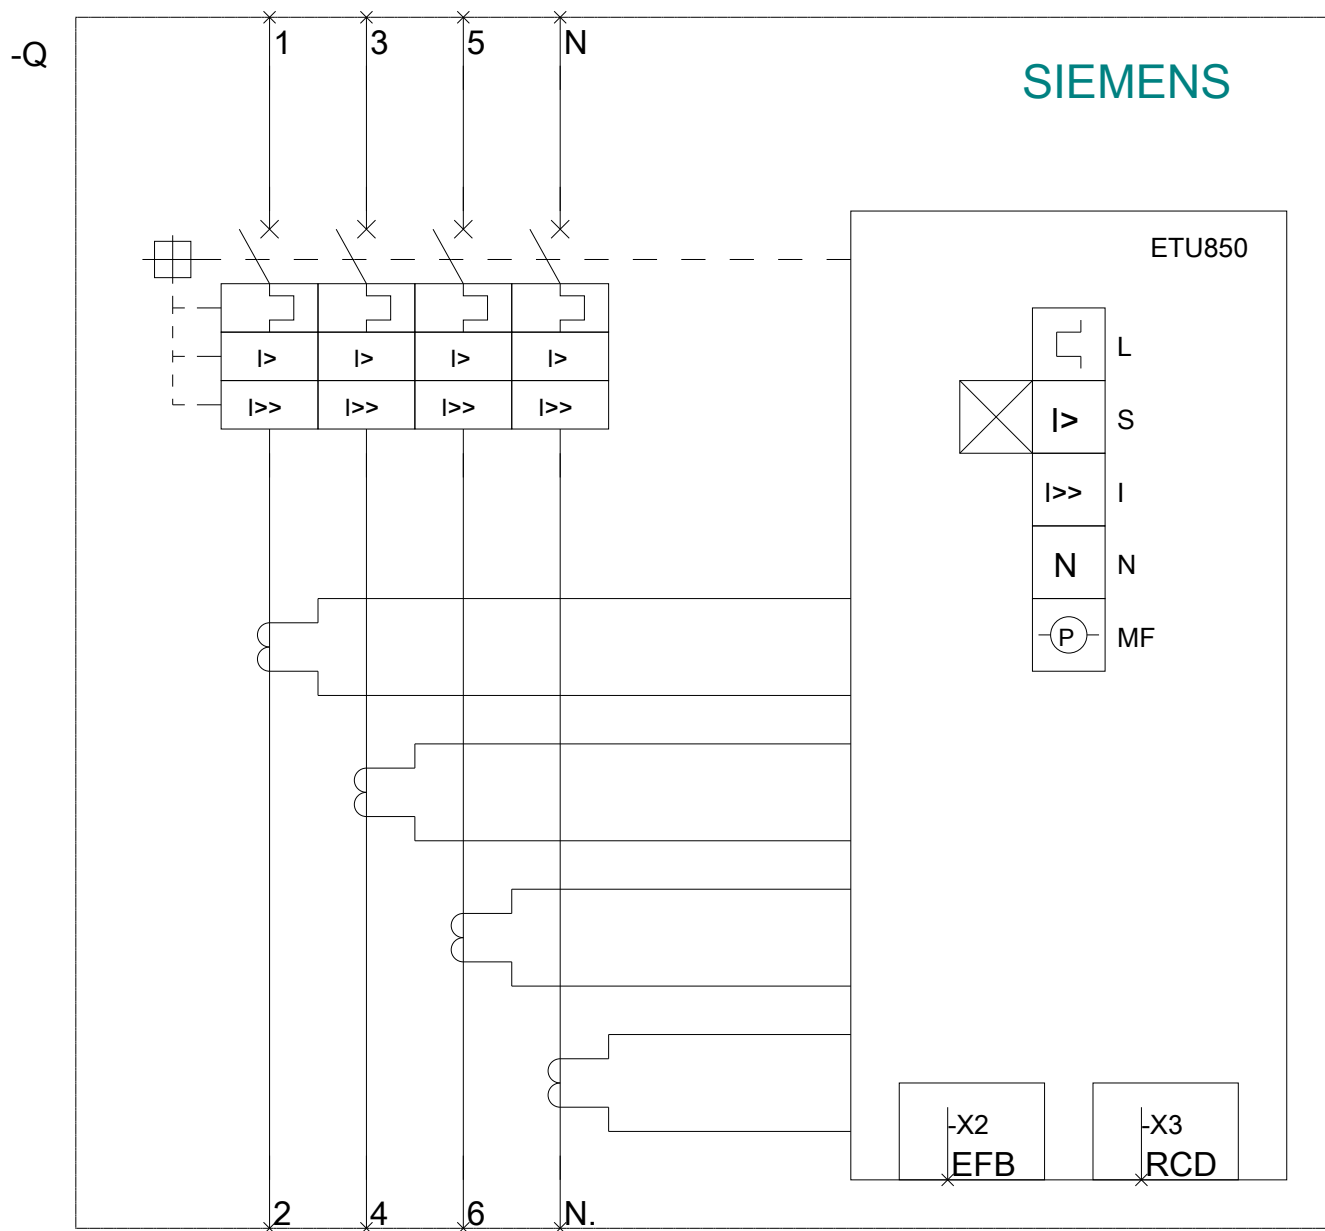 1 3 5 N
-Q
SIEMENS
ETU850
I> I> I> I>
I>> I>> I>> I>>
L
I> S
I>> I
N N
P MF
-X2 -X3
EFB RCD
2 4 6 N.